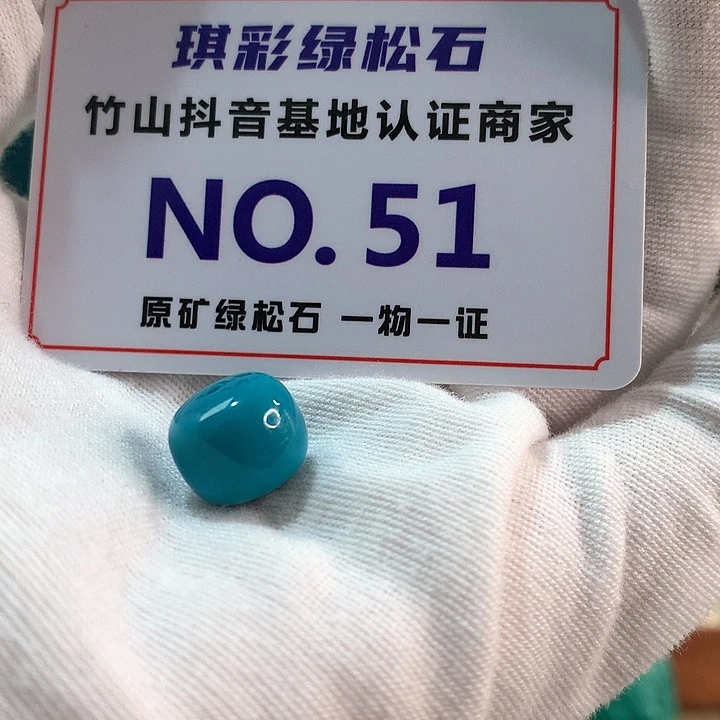 琪彩绿松石
竹山抖音基地认证商家
NO.51
原矿绿松石 一物一证